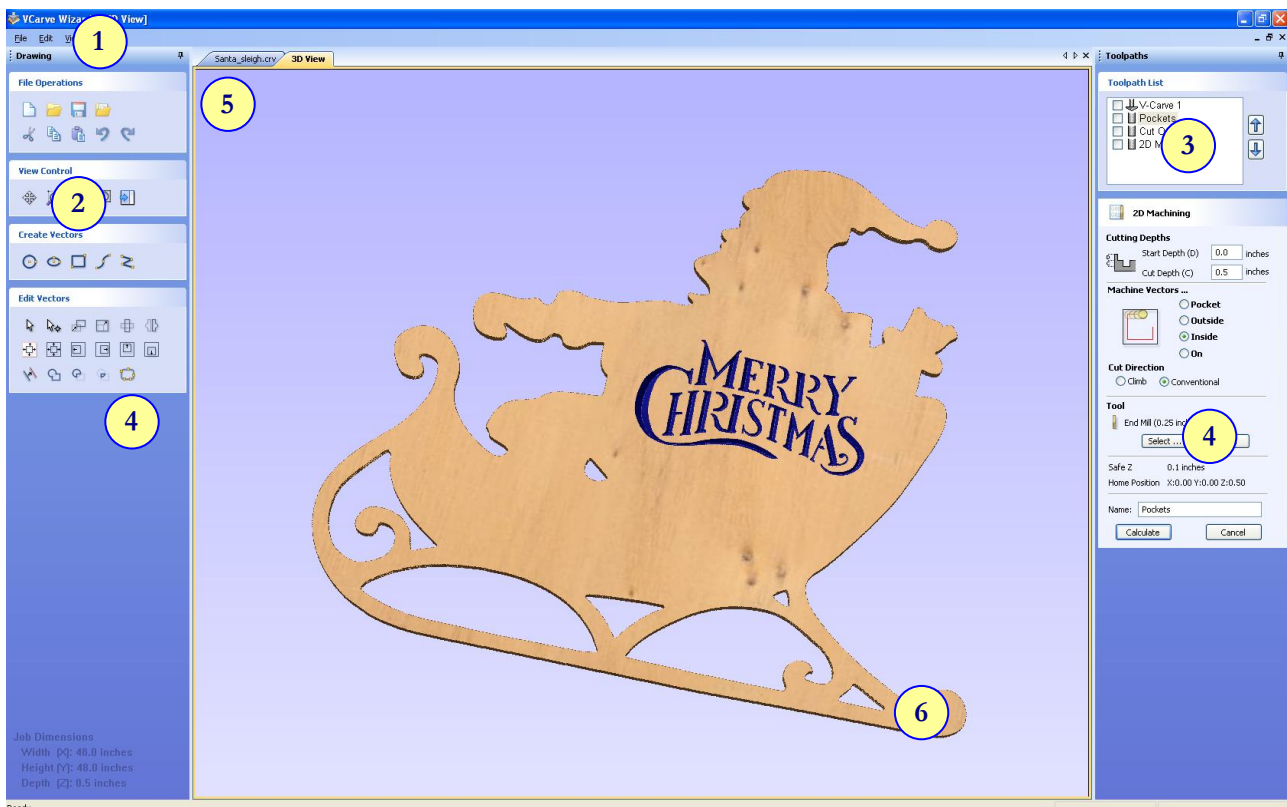 VCarve Wizard View]
File Edit
1
Drawing
File Operations
View Control
2
Create Vectors
Edit Vectors
4
Job Dimensions
Width [X]: 48.0 inches
Height [Y]: 48.0 inches
Depth [Z]: 0.5 inches
Ready
Santa_sleigh.crv 3D View
5
MERRY
CHRISTMAS
6
Toolpaths
Toolpath List
V-Carve 1
Pockets
Cut
2D
3
2D Machining
Cutting Depths
Start Depth (D) 0.0 inches
Cut Depth (C) 0.5 inches
Machine Vectors ...
Pocket
Outside
Inside
On
Cut Direction
Climb Conventional
Tool
End Mill (0.25
Select ...
4
Safe Z 0.1 inches
Home Position X:0.00 Y:0.00 Z:0.50
Name: Pockets
Calculate Cancel